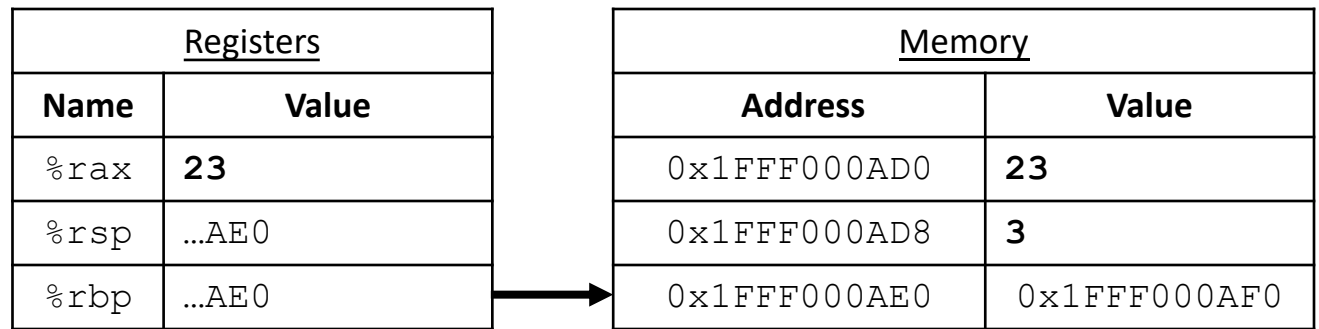 Registers Memory
Name Value Address Value
%rax 23 0x1FFF000AD0 23
%rsp …AE0 0x1FFF000AD8 3
%rbp …AE0 0x1FFF000AE0 0x1FFF000AF0